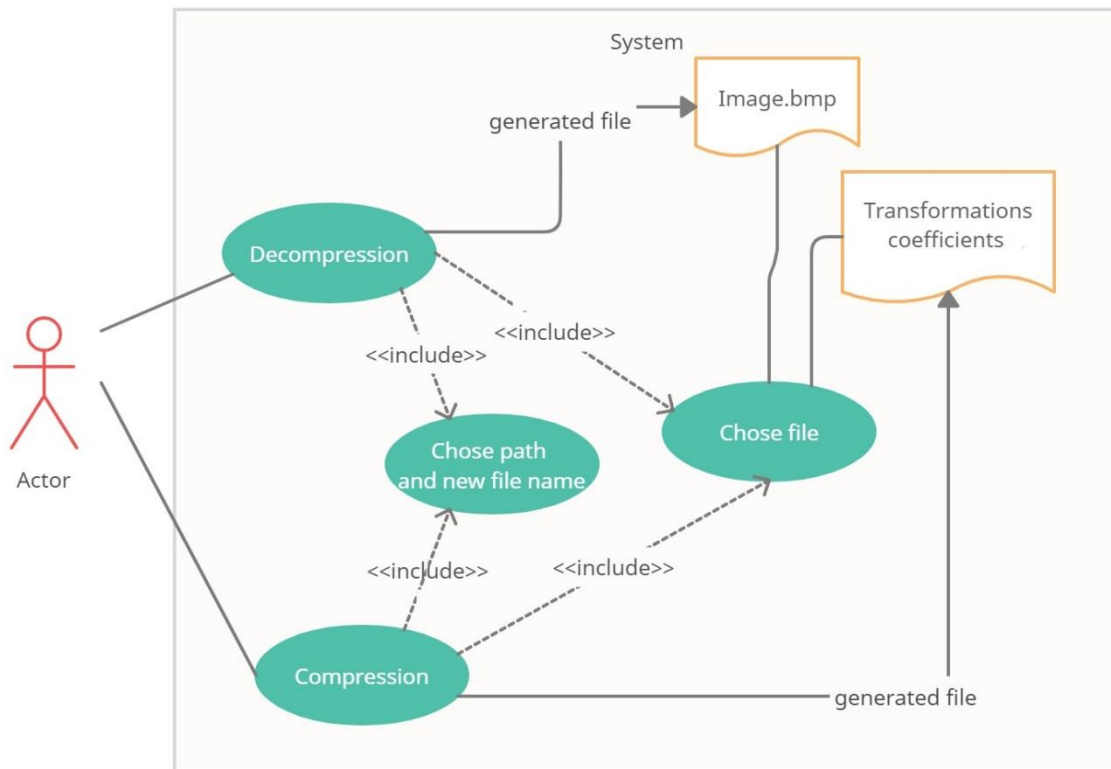 System
Image.bmp
generated file
Transformations
coefficients
Decompression
<<include>>
<<include>>
Chose file
Chose path
and new file name
Actor
<<include>>
<<include>>
Compression
generated file